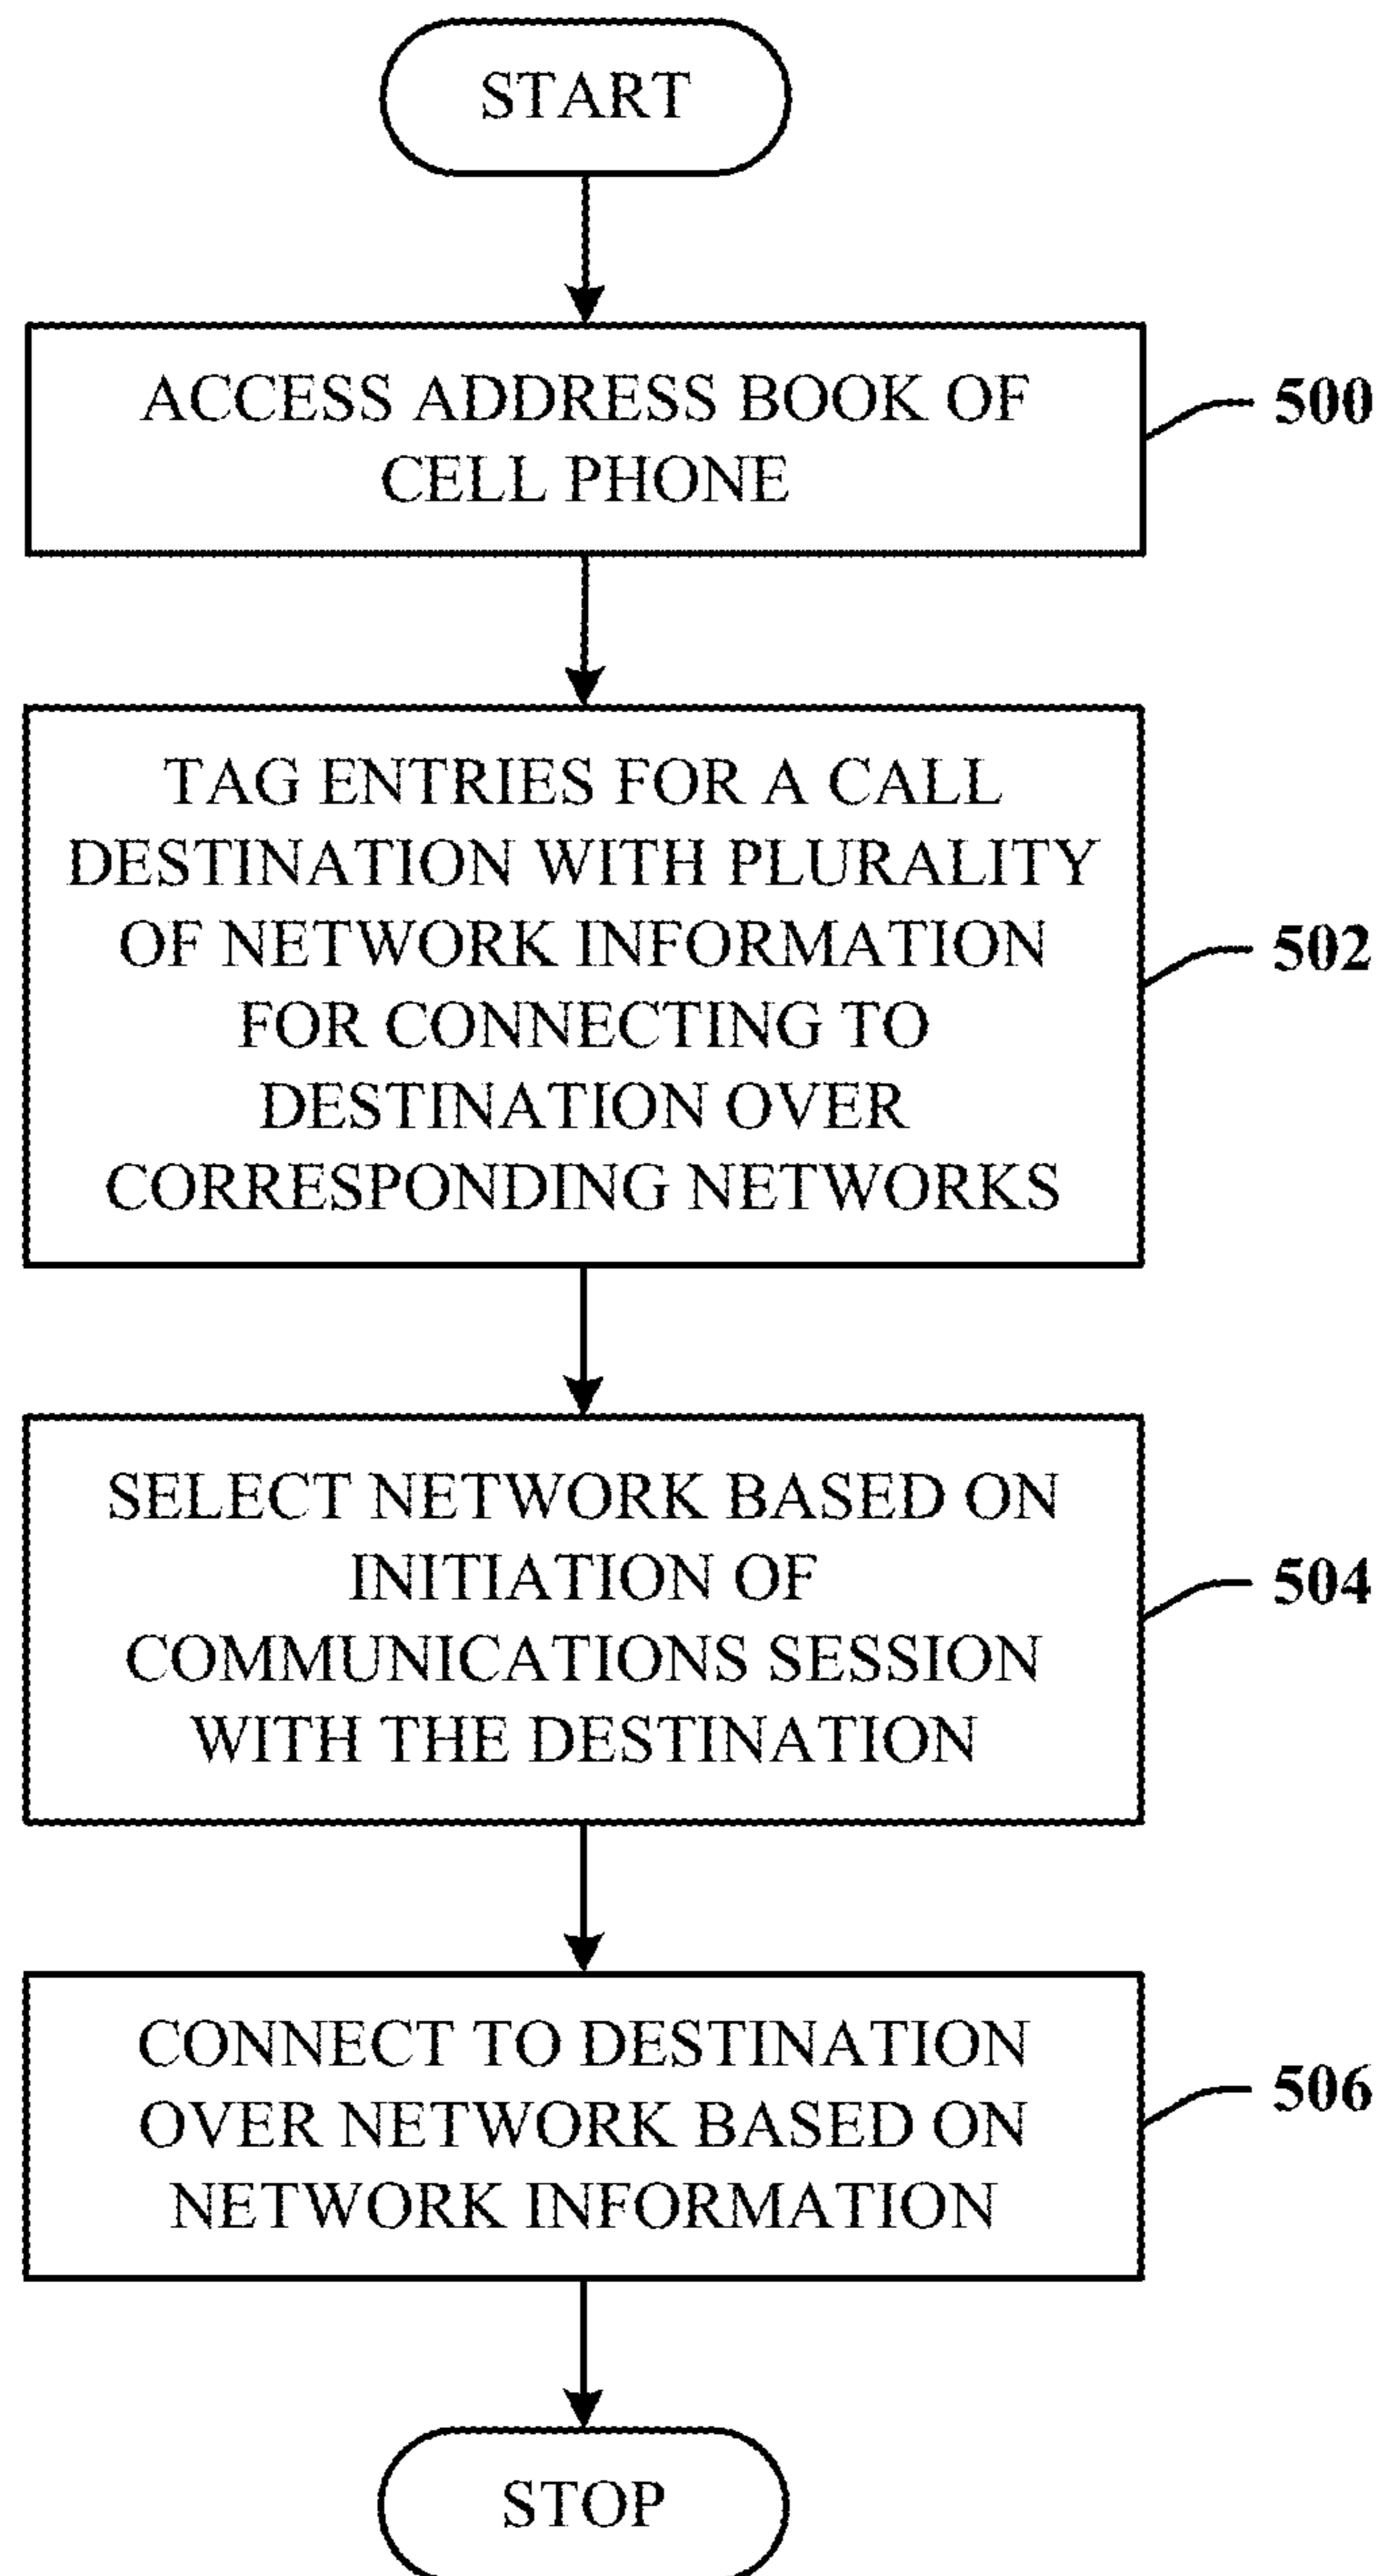 START
ACCESS ADDRESS BOOK OF
CELL PHONE
500
TAG ENTRIES FOR A CALL
DESTINATION WITH PLURALITY
OF NETWORK INFORMATION
FOR CONNECTING TO
DESTINATION OVER
CORRESPONDING NETWORKS
502
SELECT NETWORK BASED ON
INITIATION OF
COMMUNICATIONS SESSION
WITH THE DESTINATION
504
CONNECT TO DESTINATION
OVER NETWORK BASED ON
NETWORK INFORMATION
506
STOP